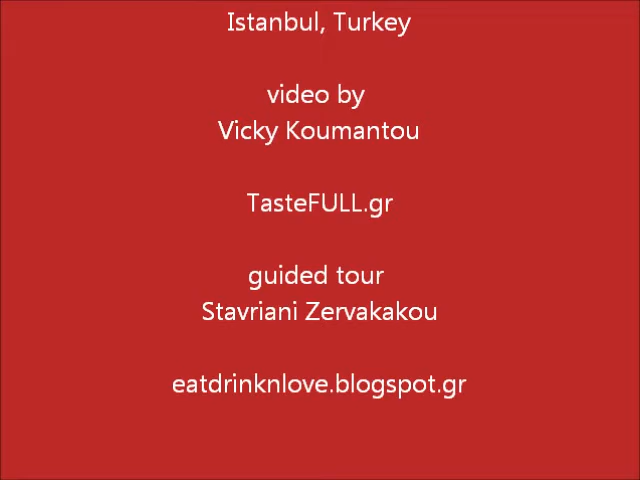 Istanbul, Turkey
video by
Vicky Koumantou
TasteFULL.gr
guided tour
Stavriani Zervakakou
eatdrinknlove.blogspot.gr